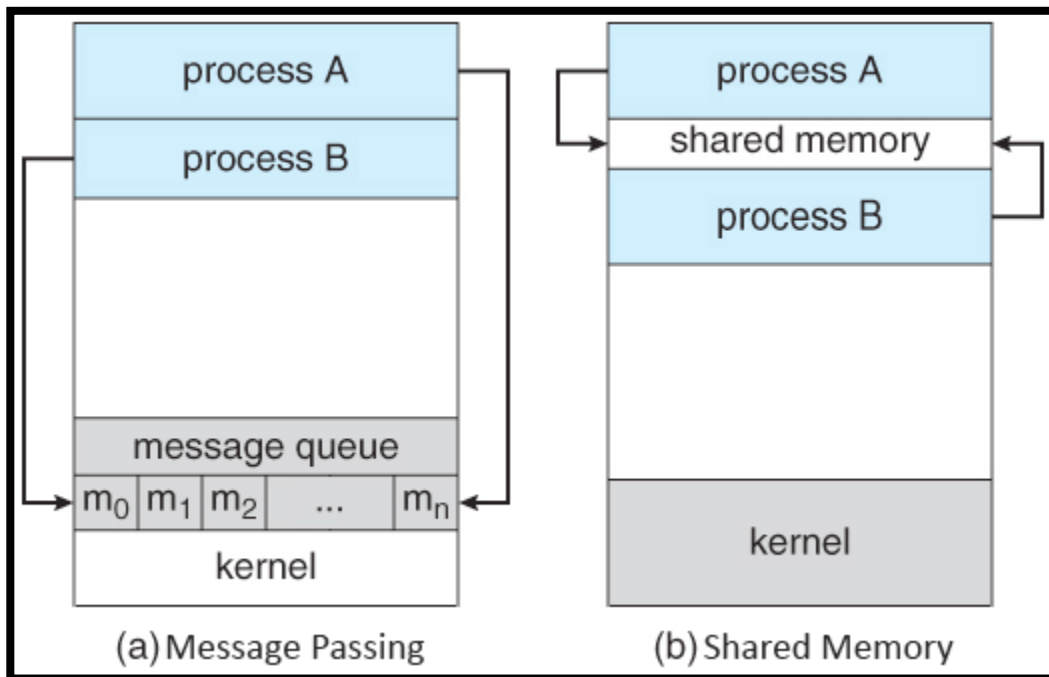 process A
process B
message queue
m₀ m₁ m₂ ... mₙ
kernel
(a) Message Passing
process A
shared memory
process B
kernel
(b) Shared Memory